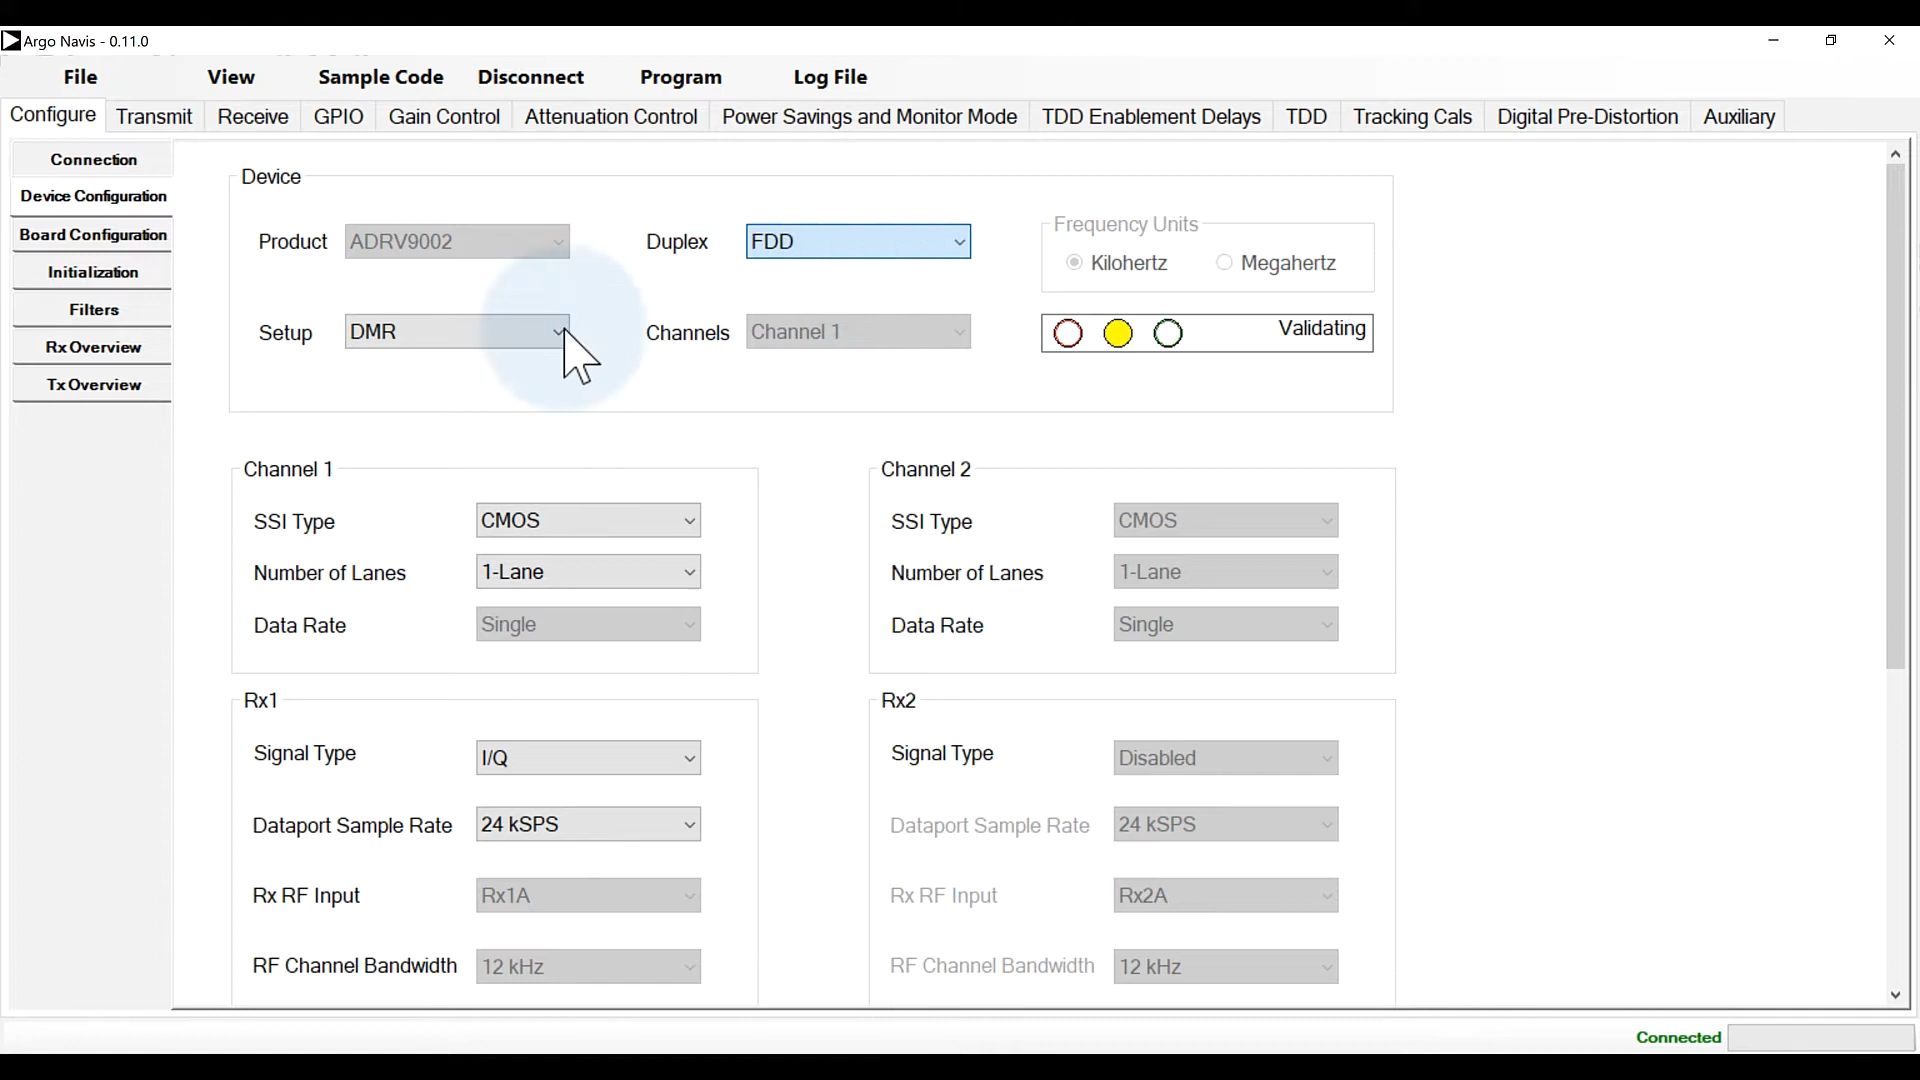 Argo Navis - 0.11.0
File View Sample Code Disconnect Program Log File
Configure Transmit Receive GPIO Gain Control Attenuation Control Power Savings and Monitor Mode TDD Enablement Delays TDD Tracking Cals Digital Pre-Distortion Auxiliary
Connection
Device Configuration
Board Configuration
Initialization
Filters
Rx Overview
Tx Overview
Device
Product ADRV9002 Duplex FDD
Frequency Units
Kilohertz Megahertz
Setup DMR Channels Channel 1 Validating
Channel 1
SSI Type CMOS
Number of Lanes 1-Lane
Data Rate Single
Channel 2
SSI Type CMOS
Number of Lanes 1-Lane
Data Rate Single
Rx1
Signal Type I/Q
Dataport Sample Rate 24 kSPS
Rx RF Input Rx1A
RF Channel Bandwidth 12 kHz
Rx2
Signal Type Disabled
Dataport Sample Rate 24 kSPS
Rx RF Input Rx2A
RF Channel Bandwidth 12 kHz
Connected